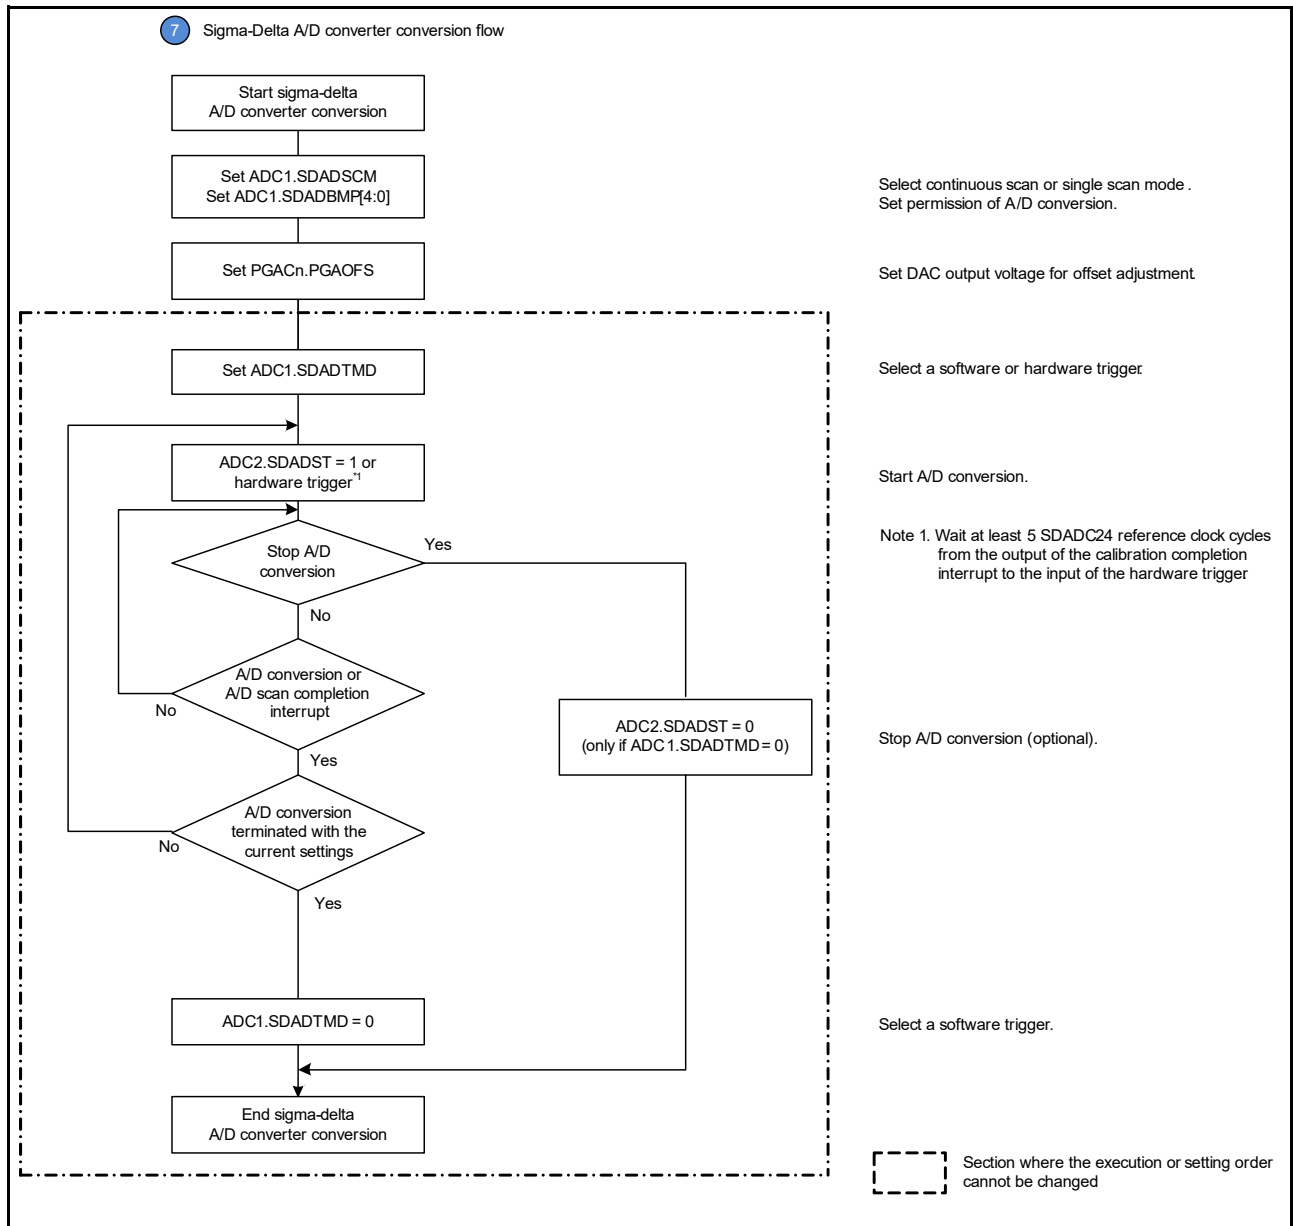 7 Sigma-Delta A/D converter conversion flow
Start sigma-delta
A/D converter conversion
Set ADC1.SDADSCM
Set ADC1.SDADBMP[4:0]
Select continuous scan or single scan mode .
Set permission of A/D conversion.
Set PGACn.PGAOFS
Set DAC output voltage for offset adjustment.
Set ADC1.SDADTMD
Select a software or hardware trigger.
ADC2.SDADST = 1 or
hardware trigger*1
Start A/D conversion.
Note 1. Wait at least 5 SDADC24 reference clock cycles
from the output of the calibration completion
interrupt to the input of the hardware trigger
Stop A/D
conversion
Yes
No
A/D conversion or
A/D scan completion
interrupt
No
Yes
ADC2.SDADST = 0
(only if ADC1.SDADTMD = 0)
Stop A/D conversion (optional).
A/D conversion
terminated with the
current settings
No
Yes
ADC1.SDADTMD = 0
Select a software trigger.
End sigma-delta
A/D converter conversion
Section where the execution or setting order
cannot be changed